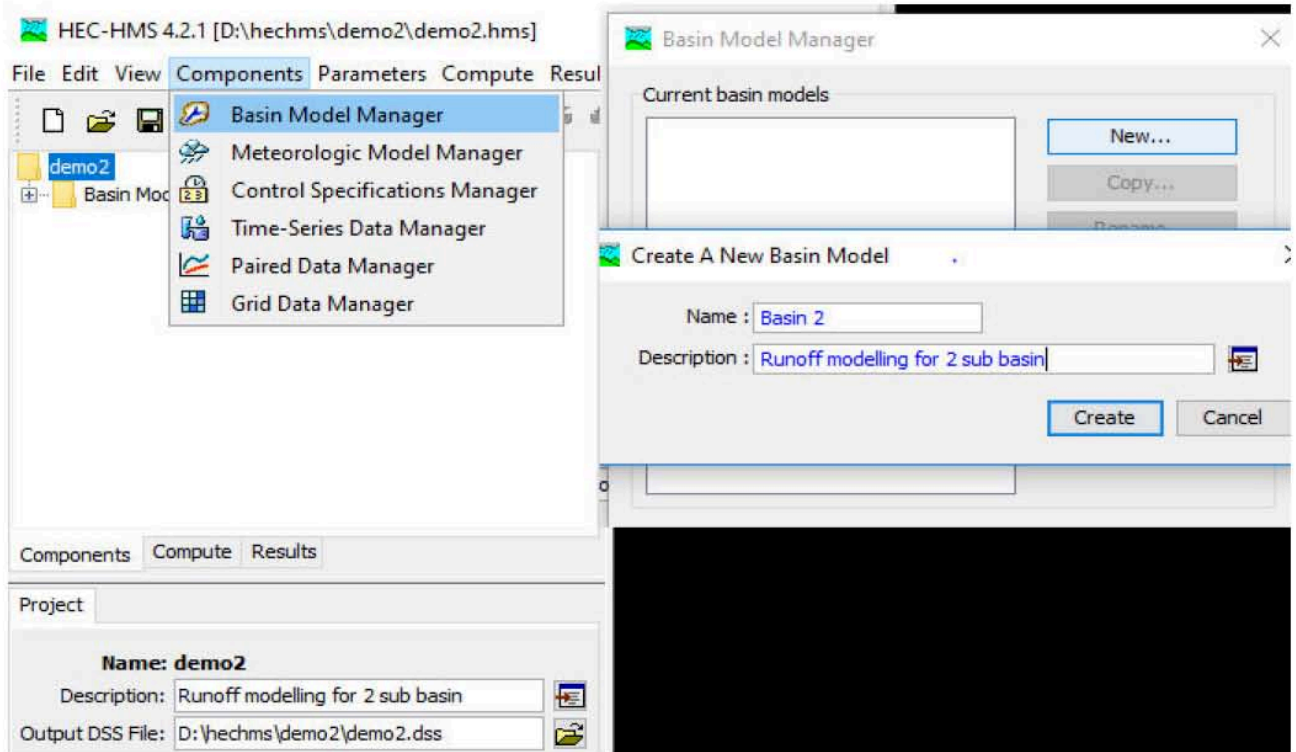 HEC-HMS 4.2.1 [D:\hechms\demo2\demo2.hms]
File Edit View Components Parameters Compute Resul
Basin Model Manager
Meteorologic Model Manager
Control Specifications Manager
Time-Series Data Manager
Paired Data Manager
Grid Data Manager
demo2
Basin Mod
Components Compute Results
Project
Name: demo2
Description: Runoff modelling for 2 sub basin
Output DSS File: D:\hechms\demo2\demo2.dss
Basin Model Manager
Current basin models
New...
Copy...
Rename...
Create A New Basin Model
Name : Basin 2
Description : Runoff modelling for 2 sub basin
Create Cancel